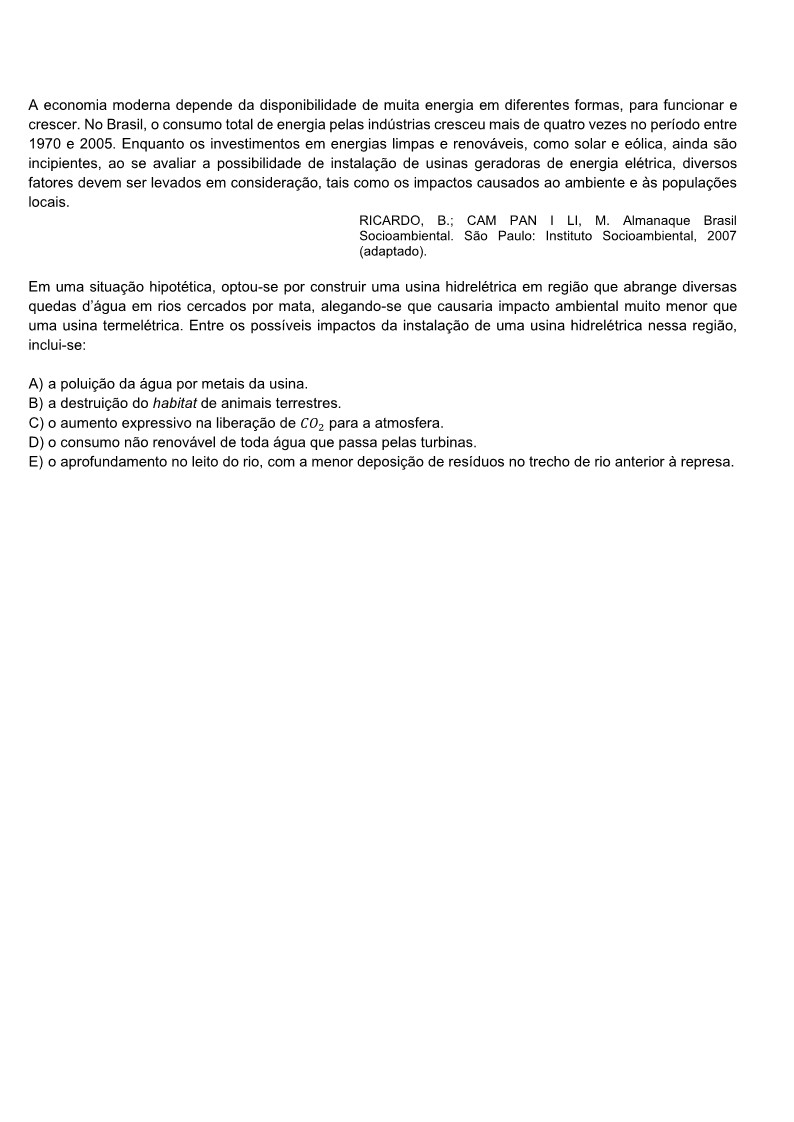 A economia moderna depende da disponibilidade de muita energia em diferentes formas, para funcionar e
crescer. No Brasil, o consumo total de energia pelas indústrias cresceu mais de quatro vezes no período entre
1970 e 2005. Enquanto os investimentos em energias limpas e renováveis, como solar e eólica, ainda são
incipientes, ao se avaliar a possibilidade de instalação de usinas geradoras de energia elétrica, diversos
fatores devem ser levados em consideração, tais como os impactos causados ao ambiente e às populações
locais.
RICARDO, B.; CAM PAN I LI, M. Almanaque Brasil
Socioambiental. São Paulo: Instituto Socioambiental, 2007
(adaptado).
Em uma situação hipotética, optou-se por construir uma usina hidrelétrica em região que abrange diversas
quedas d’água em rios cercados por mata, alegando-se que causaria impacto ambiental muito menor que
uma usina termelétrica. Entre os possíveis impactos da instalação de uma usina hidrelétrica nessa região,
inclui-se:
A) a poluição da água por metais da usina.
B) a destruição do habitat de animais terrestres.
C) o aumento expressivo na liberação de CO₂ para a atmosfera.
D) o consumo não renovável de toda água que passa pelas turbinas.
E) o aprofundamento no leito do rio, com a menor deposição de resíduos no trecho de rio anterior à represa.